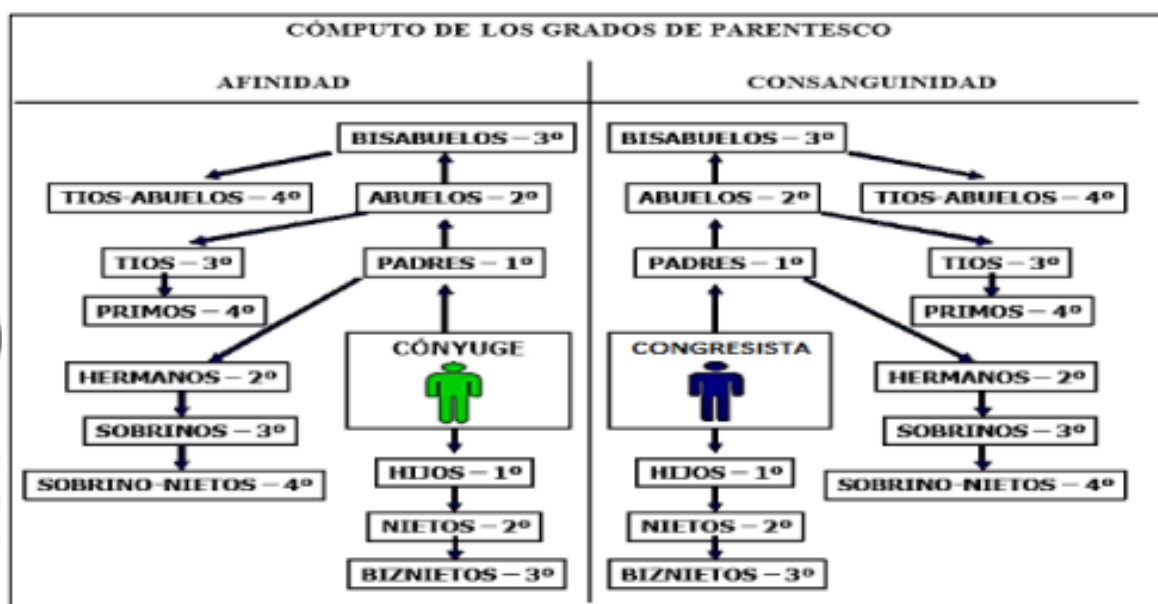 CÓMPUTO DE LOS GRADOS DE PARENTESCO
AFINIDAD
BISABUELOS – 3º
TIOS-ABUELOS – 4º
ABUELOS – 2º
TIOS – 3º
PADRES – 1º
PRIMOS – 4º
CÓNYUGE
HERMANOS – 2º
SOBRINOS – 3º
HIJOS – 1º
SOBRINO-NIETOS – 4º
NIETOS – 2º
BIZNIETOS – 3º
CONSANGUINIDAD
BISABUELOS – 3º
ABUELOS – 2º
TIOS-ABUELOS – 4º
PADRES – 1º
TIOS – 3º
PRIMOS – 4º
CONGRESISTA
HERMANOS – 2º
SOBRINOS – 3º
HIJOS – 1º
SOBRINO-NIETOS – 4º
NIETOS – 2º
BIZNIETOS – 3º